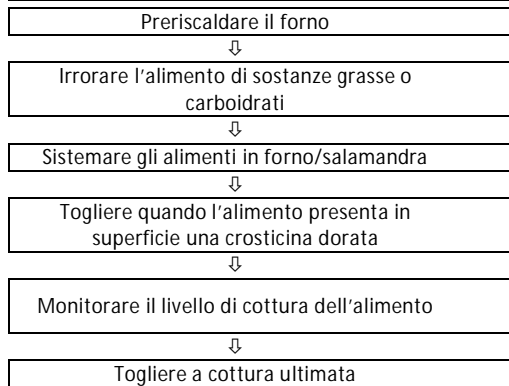 Preriscaldare il forno
⇩
Irrorare l'alimento di sostanze grasse o
carboidrati
⇩
Sistemare gli alimenti in forno/salamandra
⇩
Togliere quando l'alimento presenta in
superficie una crosticina dorata
⇩
Monitorare il livello di cottura dell'alimento
⇩
Togliere a cottura ultimata